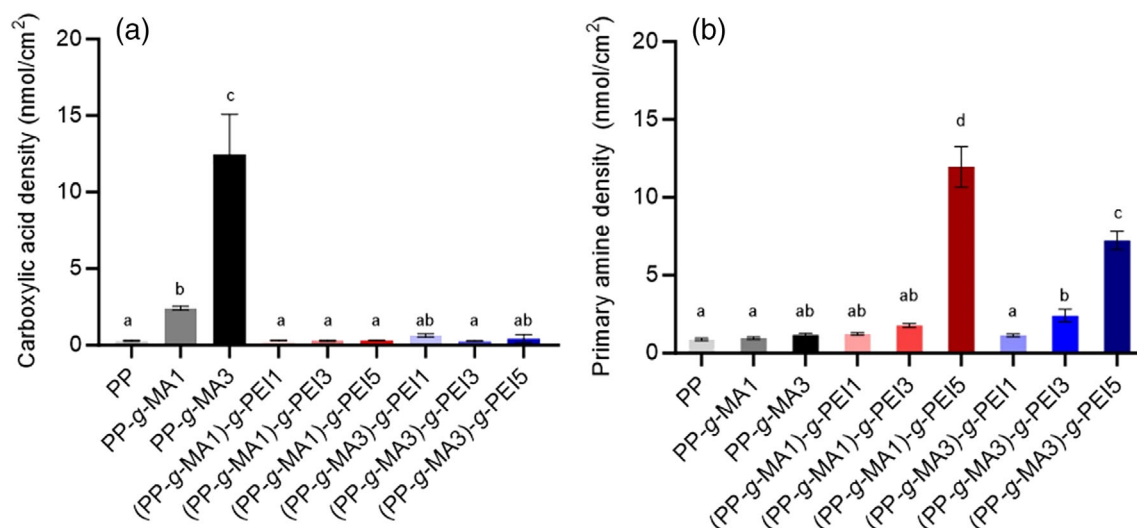 (a)
Carboxylic acid density (nmol/cm²)
20
15
10
5
0
a
b
c
a
a
a
ab
a
ab
PP
PP-g-MA1
PP-g-MA3
(PP-g-MA1)-g-PEI1
(PP-g-MA1)-g-PEI3
(PP-g-MA1)-g-PEI5
(PP-g-MA3)-g-PEI1
(PP-g-MA3)-g-PEI3
(PP-g-MA3)-g-PEI5
(b)
Primary amine density (nmol/cm²)
20
15
10
5
0
a
a
ab
ab
ab
d
a
b
c
PP
PP-g-MA1
PP-g-MA3
(PP-g-MA1)-g-PEI1
(PP-g-MA1)-g-PEI3
(PP-g-MA1)-g-PEI5
(PP-g-MA3)-g-PEI1
(PP-g-MA3)-g-PEI3
(PP-g-MA3)-g-PEI5